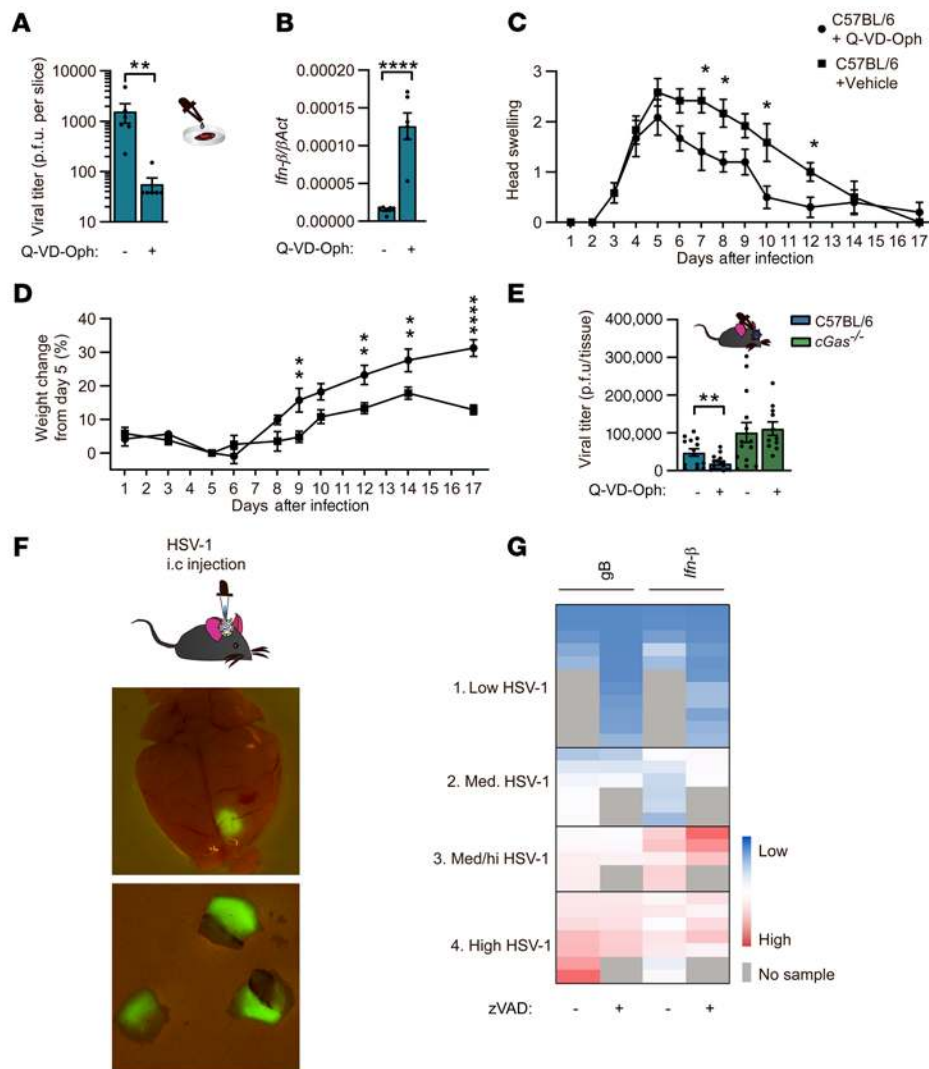 A
Viral titer (p.f.u. per slice)
10000
1000
100
10
**
Q-VD-Oph:
- +
B
Ifn-β/βAct
0.00020
0.00015
0.00010
0.00005
0.00000
****
Q-VD-Oph:
- +
C
C57BL/6
+ Q-VD-Oph
C57BL/6
+Vehicle
Head swelling
3
2
1
0
* * * *
1 2 3 4 5 6 7 8 9 10 11 12 13 14 15 16 17
Days after infection
D
Weight change
from day 5 (%)
40
30
20
10
0
** ** ** ****
1 2 3 4 5 6 7 8 9 10 11 12 13 14 15 16 17
Days after infection
E
C57BL/6
cGas-/-
Viral titer (p.f.u/tissue)
400,000
300,000
200,000
100,000
0
**
Q-VD-Oph:
- + - +
F
HSV-1
i.c injection
G
gB
Ifn-β
1. Low HSV-1
2. Med. HSV-1
3. Med/hi HSV-1
4. High HSV-1
Low
High
No sample
zVAD:
- + - +